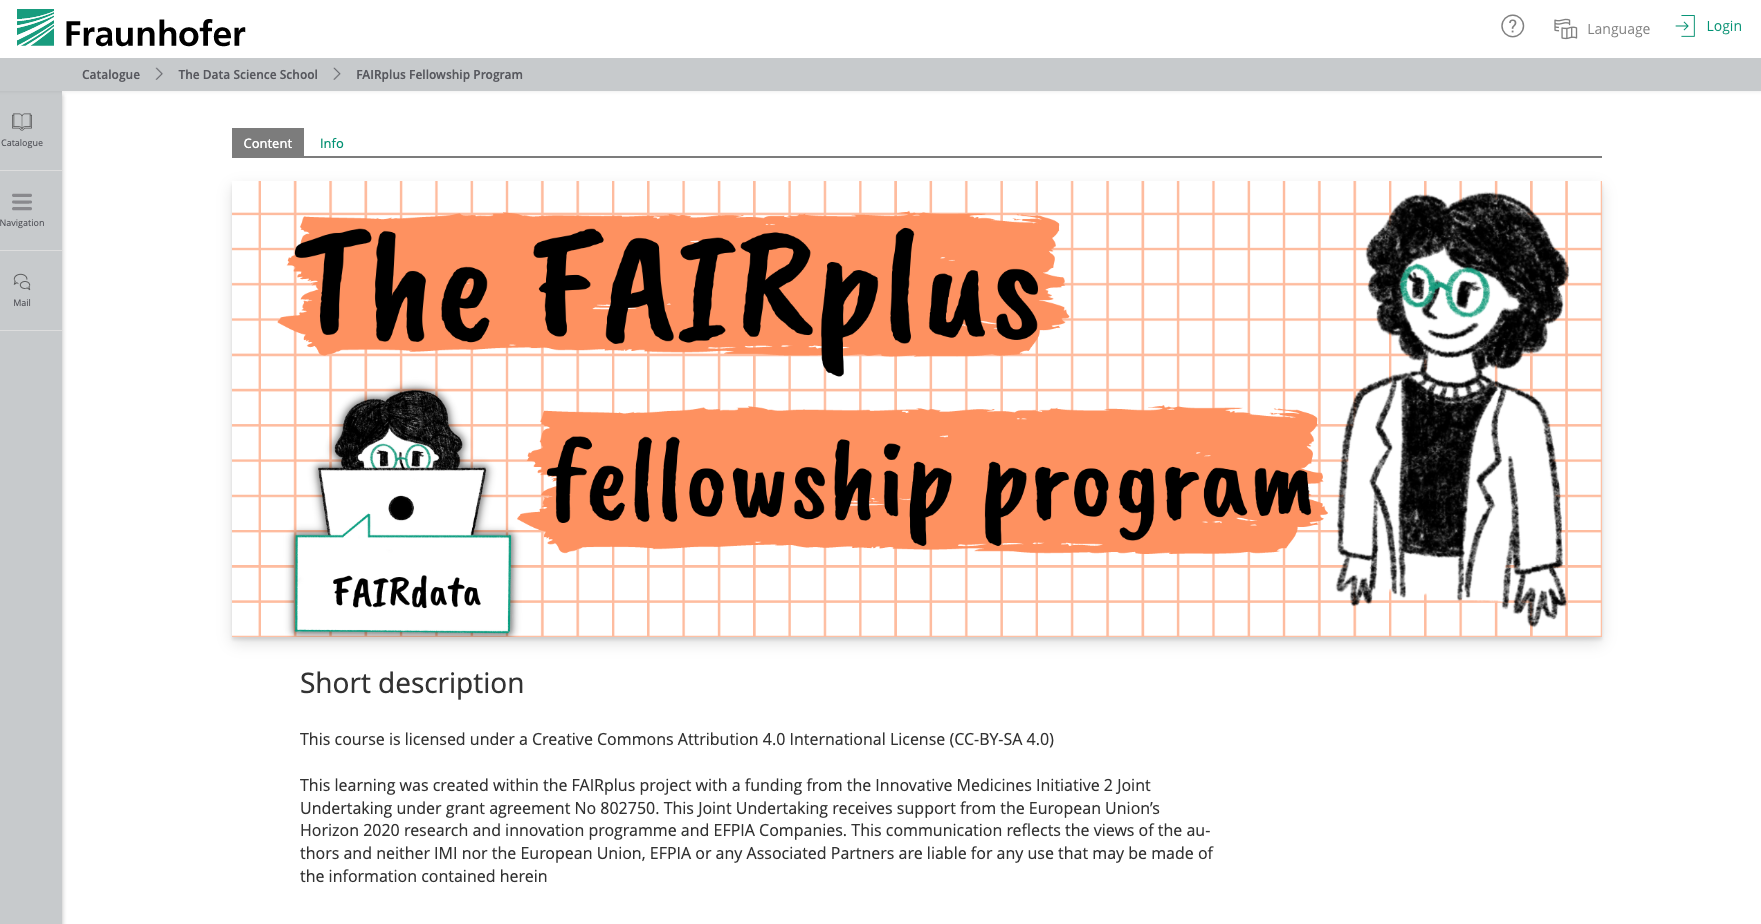 Fraunhofer
Language
Login
Catalogue
The Data Science School
FAIRplus Fellowship Program
Catalogue
Navigation
Mail
Content
Info
The FAIRplus
fellowship program
FAIRdata
Short description
This course is licensed under a Creative Commons Attribution 4.0 International License (CC-BY-SA 4.0)
This learning was created within the FAIRplus project with a funding from the Innovative Medicines Initiative 2 Joint
Undertaking under grant agreement No 802750. This Joint Undertaking receives support from the European Union’s
Horizon 2020 research and innovation programme and EFPIA Companies. This communication reflects the views of the au-
thors and neither IMI nor the European Union, EFPIA or any Associated Partners are liable for any use that may be made of
the information contained herein